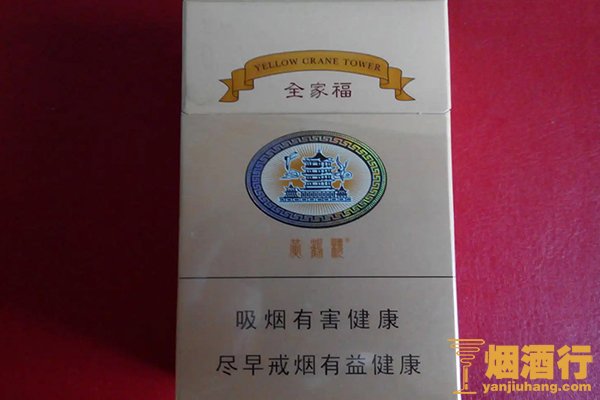 YELLOW CRANE TOWER
全家福
黄鹤楼®
吸烟有害健康
尽早戒烟有益健康
烟酒行
yanjiuhang.com